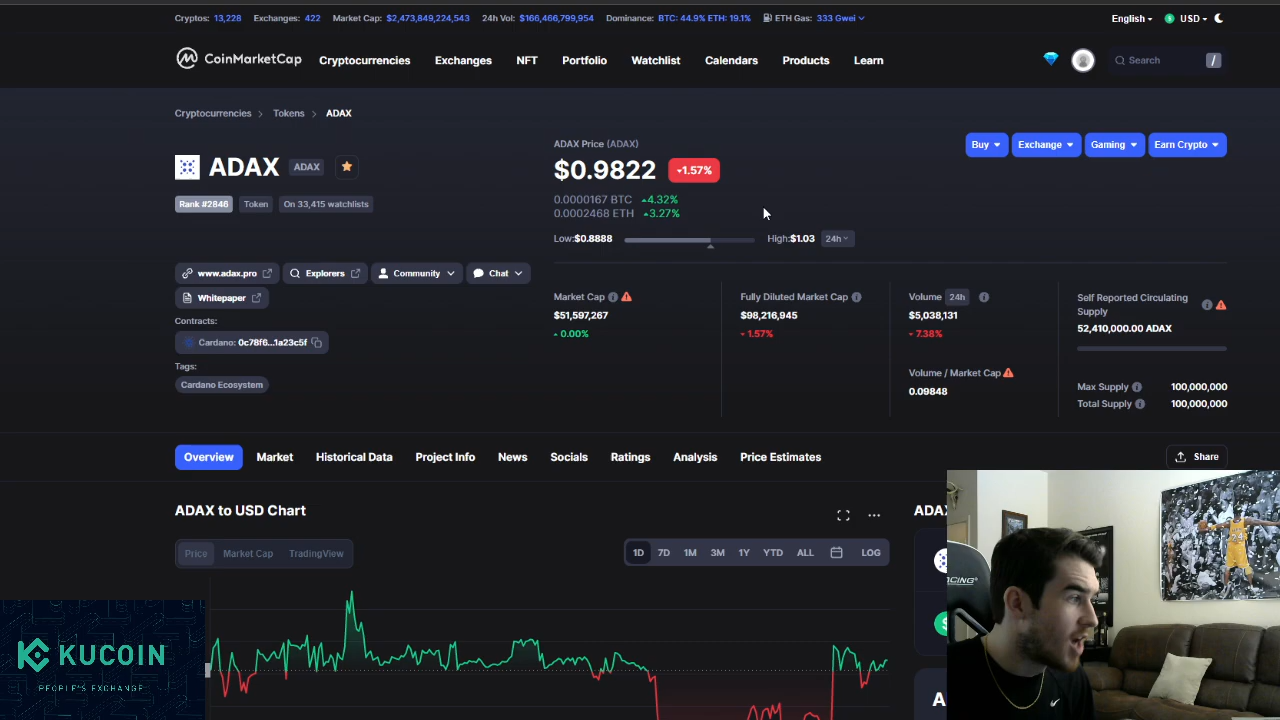 Cryptos: 13,228 Exchanges: 422 Market Cap: $2,473,849,224,543 24h Vol: $166,466,799,954 Dominance: BTC: 44.9% ETH: 19.1% ETH Gas: 333 Gwei English USD
CoinMarketCap Cryptocurrencies Exchanges NFT Portfolio Watchlist Calendars Products Learn Search /
Cryptocurrencies > Tokens > ADAX
ADAX ADAX
Rank #2846 Token On 33,415 watchlists
ADAX Price (ADAX)
$0.9822 1.57%
0.0000167 BTC 4.32%
0.0002468 ETH 3.27%
Low:$0.8888 High:$1.03 24h
Buy Exchange Gaming Earn Crypto
www.adax.pro Explorers Community Chat
Whitepaper
Contracts:
Cardano: 0c78f6...1a23c5f
Tags:
Cardano Ecosystem
Market Cap
$51,597,267
0.00%
Fully Diluted Market Cap
$98,216,945
1.57%
Volume 24h
$5,038,131
7.38%
Volume / Market Cap
0.09848
Self Reported Circulating
Supply
52,410,000.00 ADAX
Max Supply 100,000,000
Total Supply 100,000,000
Overview Market Historical Data Project Info News Socials Ratings Analysis Price Estimates Share
ADAX to USD Chart
Price Market Cap TradingView
1D 7D 1M 3M 1Y YTD ALL LOG
ADAX
KUCOIN
PEOPLE'S EXCHANGE
24